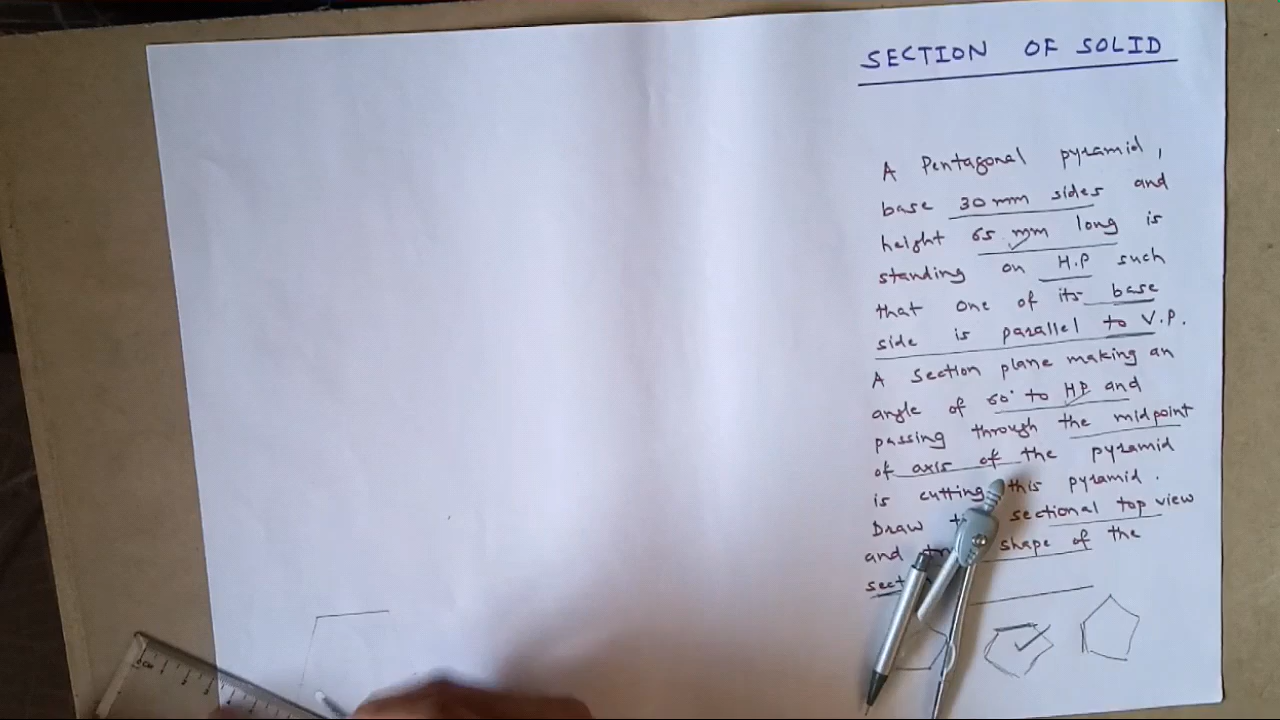 SECTION OF SOLID
A Pentagonal pyramid,
base 30 mm sides and
height 65 mm long is
standing on H.P such
that one of its base
side is parallel to V.P.
A section plane making an
angle of 60° to HP and
passing through the midpoint
of axis of the pyramid
is cutting this pyramid.
Draw sectional top view
and shape of the